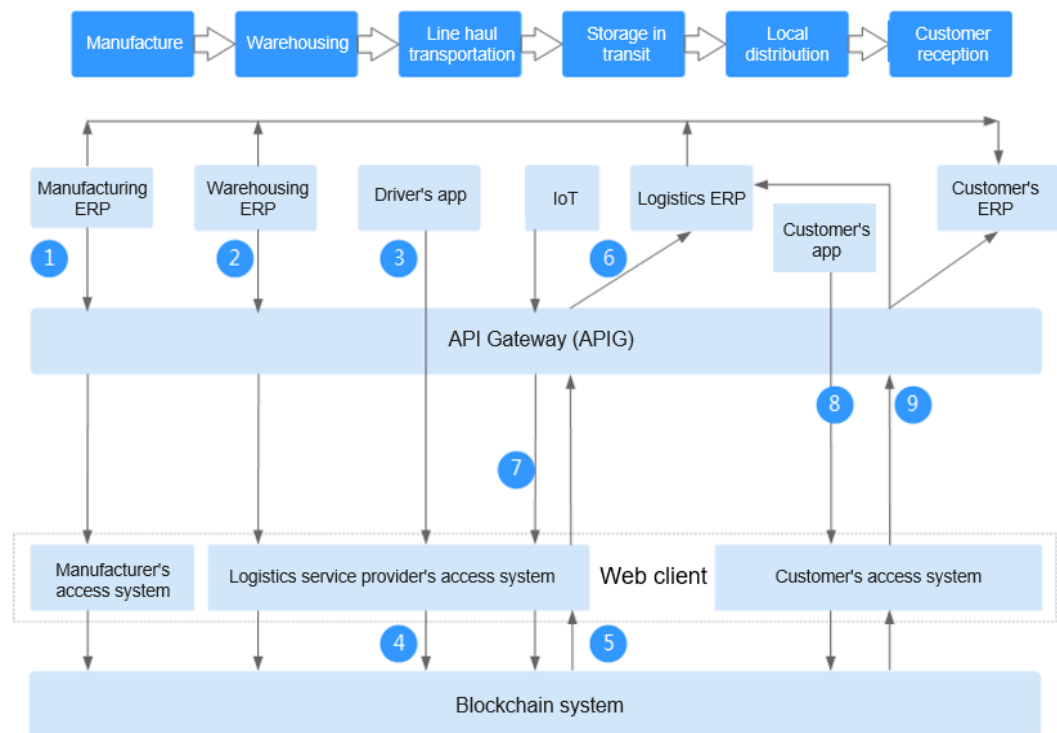 Manufacture
Warehousing
Line haul
transportation
Storage in
transit
Local
distribution
Customer
reception
Manufacturing
ERP
Warehousing
ERP
Driver's app
IoT
Logistics ERP
Customer's
app
Customer's
ERP
1
2
3
6
API Gateway (APIG)
8
9
7
Manufacturer's
access system
Logistics service provider's access system
Web client
Customer's access system
4
5
Blockchain system